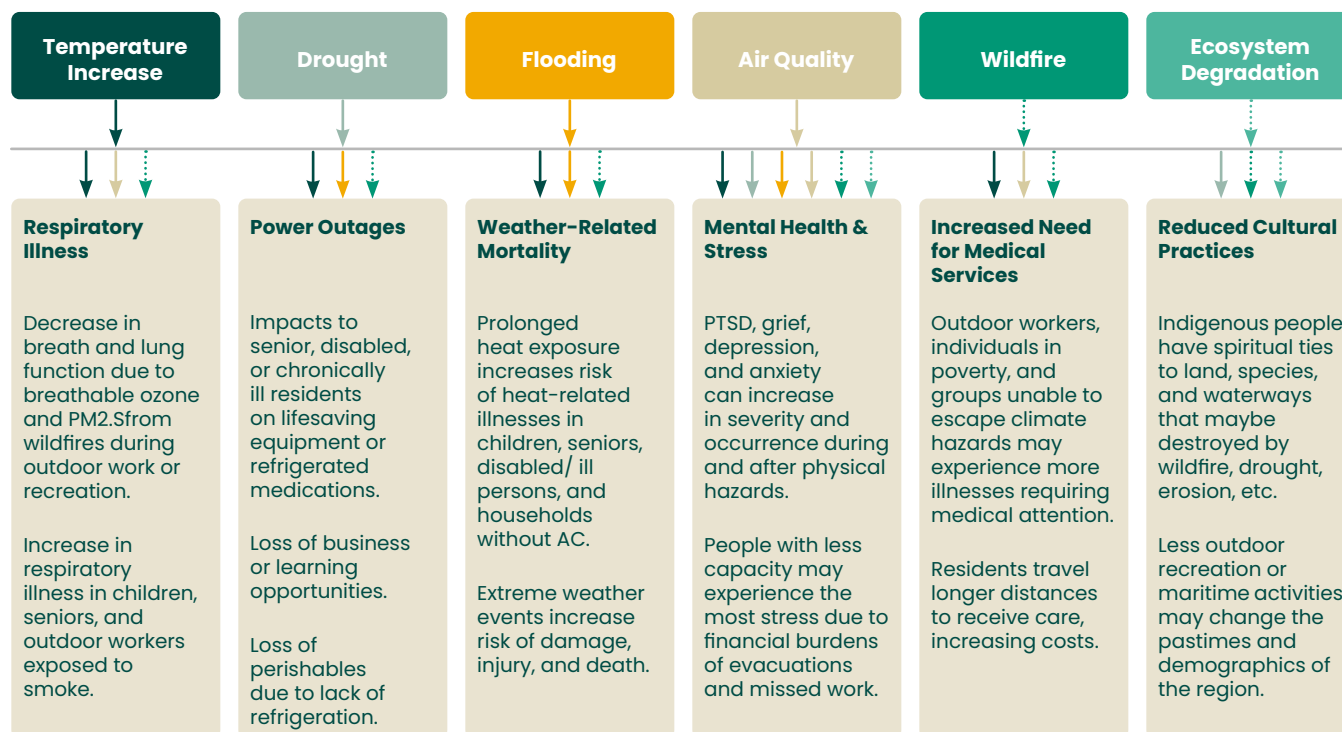 Temperature
Increase
Drought
Flooding
Air Quality
Wildfire
Ecosystem
Degradation
Respiratory
Illness
Decrease in
breath and lung
function due to
breathable ozone
and PM2.Sfrom
wildfires during
outdoor work or
recreation.
Increase in
respiratory
illness in children,
seniors, and
outdoor workers
exposed to
smoke.
Power Outages
Impacts to
senior, disabled,
or chronically
ill residents
on lifesaving
equipment or
refrigerated
medications.
Loss of business
or learning
opportunities.
Loss of
perishables
due to lack of
refrigeration.
Weather-Related
Mortality
Prolonged
heat exposure
increases risk
of heat-related
illnesses in
children, seniors,
disabled/ ill
persons, and
households
without AC.
Extreme weather
events increase
risk of damage,
injury, and death.
Mental Health &
Stress
PTSD, grief,
depression,
and anxiety
can increase
in severity and
occurrence during
and after physical
hazards.
People with less
capacity may
experience the
most stress due to
financial burdens
of evacuations
and missed work.
Increased Need
for Medical
Services
Outdoor workers,
individuals in
poverty, and
groups unable to
escape climate
hazards may
experience more
illnesses requiring
medical attention.
Residents travel
longer distances
to receive care,
increasing costs.
Reduced Cultural
Practices
Indigenous people
have spiritual ties
to land, species,
and waterways
that maybe
destroyed by
wildfire, drought,
erosion, etc.
Less outdoor
recreation or
maritime activities
may change the
pastimes and
demographics of
the region.